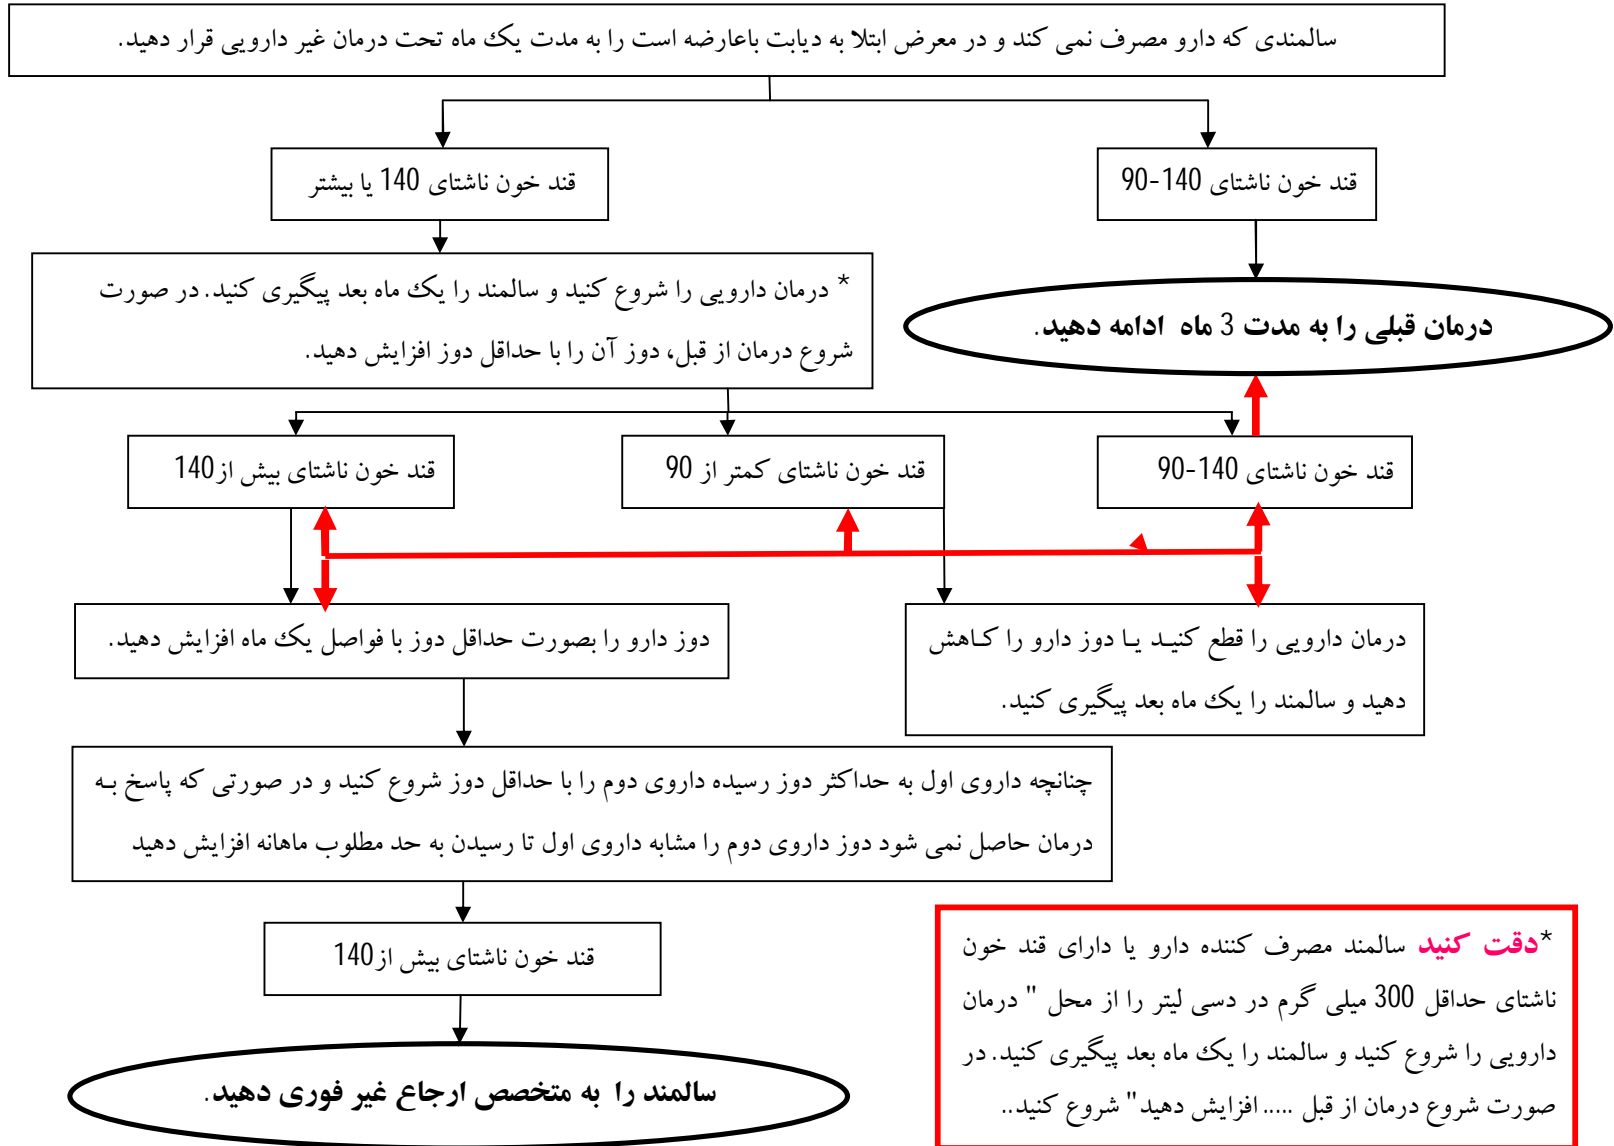 سالمندی که دارو مصرف نمی کند و در معرض ابتلا به دیابت باعارضه است را به مدت یک ماه تحت درمان غیر دارویی قرار دهید.
قند خون ناشتای 140-90
قند خون ناشتای 140 یا بیشتر
درمان قبلی را به مدت 3 ماه ادامه دهید.
* درمان دارویی را شروع کنید و سالمند را یک ماه بعد پیگیری کنید. در صورت
شروع درمان از قبل، دوز آن را با حداقل دوز افزایش دهید.
قند خون ناشتای 140-90
قند خون ناشتای کمتر از 90
قند خون ناشتای بیش از140
درمان دارویی را قطع کنید یا دوز دارو را کاهش
دهید و سالمند را یک ماه بعد پیگیری کنید.
دوز دارو را بصورت حداقل دوز با فواصل یک ماه افزایش دهید.
چنانچه داروی اول به حداکثر دوز رسیده داروی دوم را با حداقل دوز شروع کنید و در صورتی که پاسخ به
درمان حاصل نمی شود دوز داروی دوم را مشابه داروی اول تا رسیدن به حد مطلوب ماهانه افزایش دهید
قند خون ناشتای بیش از140
سالمند را به متخصص ارجاع غیر فوری دهید.
*دقت کنید سالمند مصرف کننده دارو یا دارای قند خون
ناشتای حداقل 300 میلی گرم در دسی لیتر را از محل " درمان
دارویی را شروع کنید و سالمند را یک ماه بعد پیگیری کنید. در
صورت شروع درمان از قبل ..... افزایش دهید" شروع کنید..